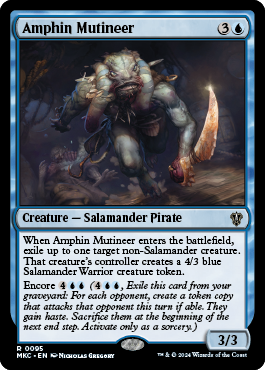 Amphin Mutineer 3
Creature — Salamander Pirate
When Amphin Mutineer enters the battlefield,
exile up to one target non-Salamander creature.
That creature's controller creates a 4/3 blue
Salamander Warrior creature token.
Encore 4 (4, Exile this card from your
graveyard: For each opponent, create a token copy
that attacks that opponent this turn if able. They
gain haste. Sacrifice them at the beginning of the
next end step. Activate only as a sorcery.)
3/3
R 0095
MKC • EN Nicholas Gregory
™ & © 2024 Wizards of the Coast